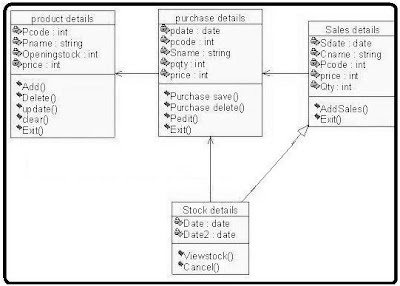 product details
Pcode : int
Pname : string
Openingstock : int
price : int
Add()
Delete()
update()
clear()
Exit()
purchase details
pdate : date
pcode : int
Sname : string
pqty : int
price : int
Purchase save()
Purchase delete()
Pedit()
Exit()
Sales details
Sdate : date
Cname : string
Pcode : int
price : int
Qty : int
AddSales()
Exit()
Stock details
Date : date
Date2 : date
Viewstock()
Cancel()